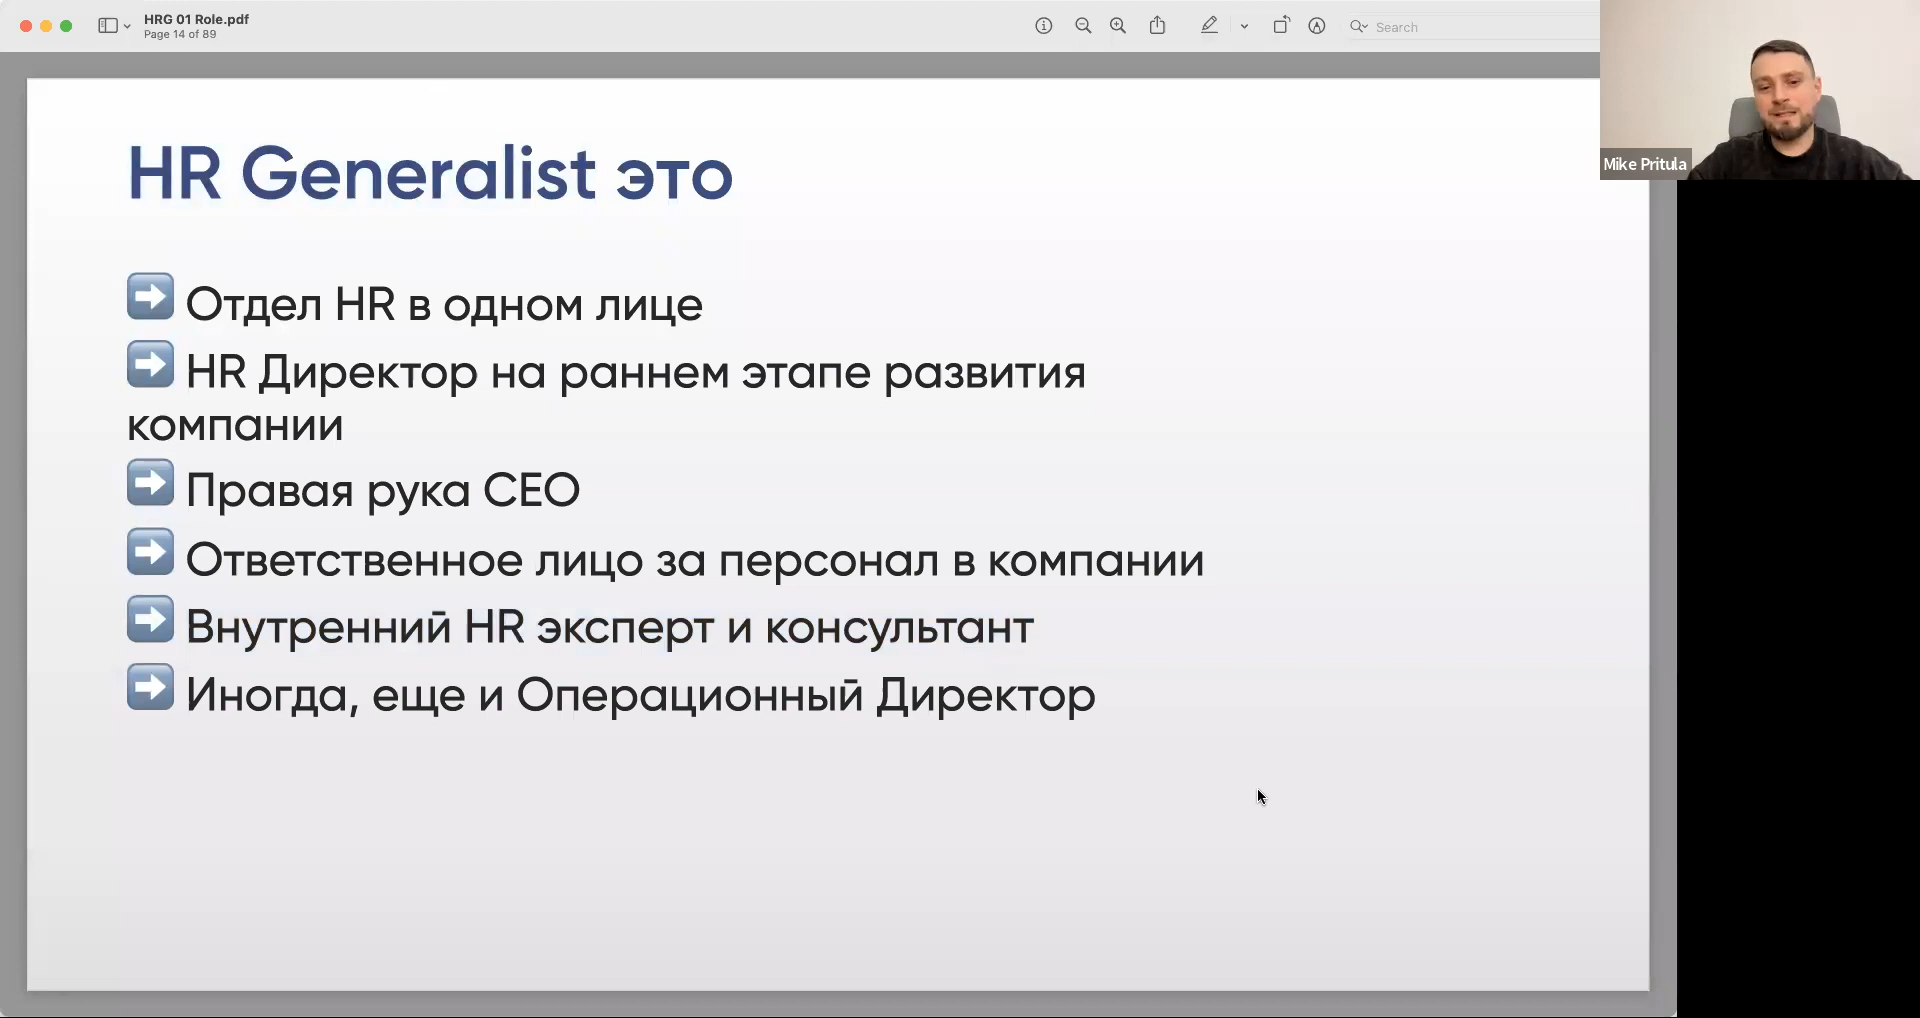 HRG 01 Role.pdf
Page 14 of 89
Search
Mike Pritula
HR Generalist это
➡️ Отдел HR в одном лице
➡️ HR Директор на раннем этапе развития
компании
➡️ Правая рука CEO
➡️ Ответственное лицо за персонал в компании
➡️ Внутренний HR эксперт и консультант
➡️ Иногда, еще и Операционный Директор